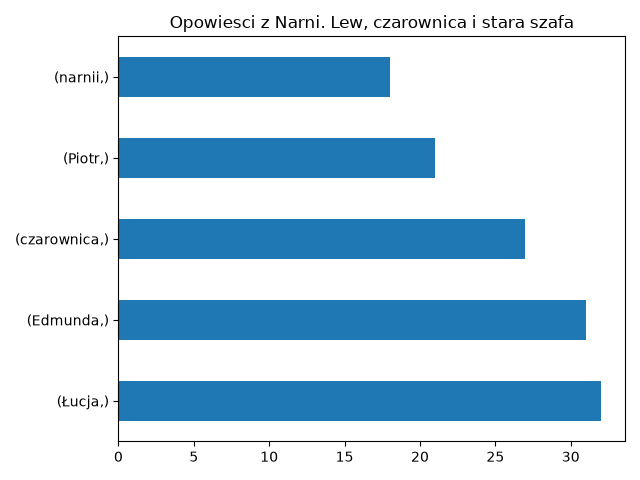 Opowiesci z Narni. Lew, czarownica i stara szafa
(narnii,)
(Piotr,)
(czarownica,)
(Edmunda,)
(Łucja,)
0 5 10 15 20 25 30